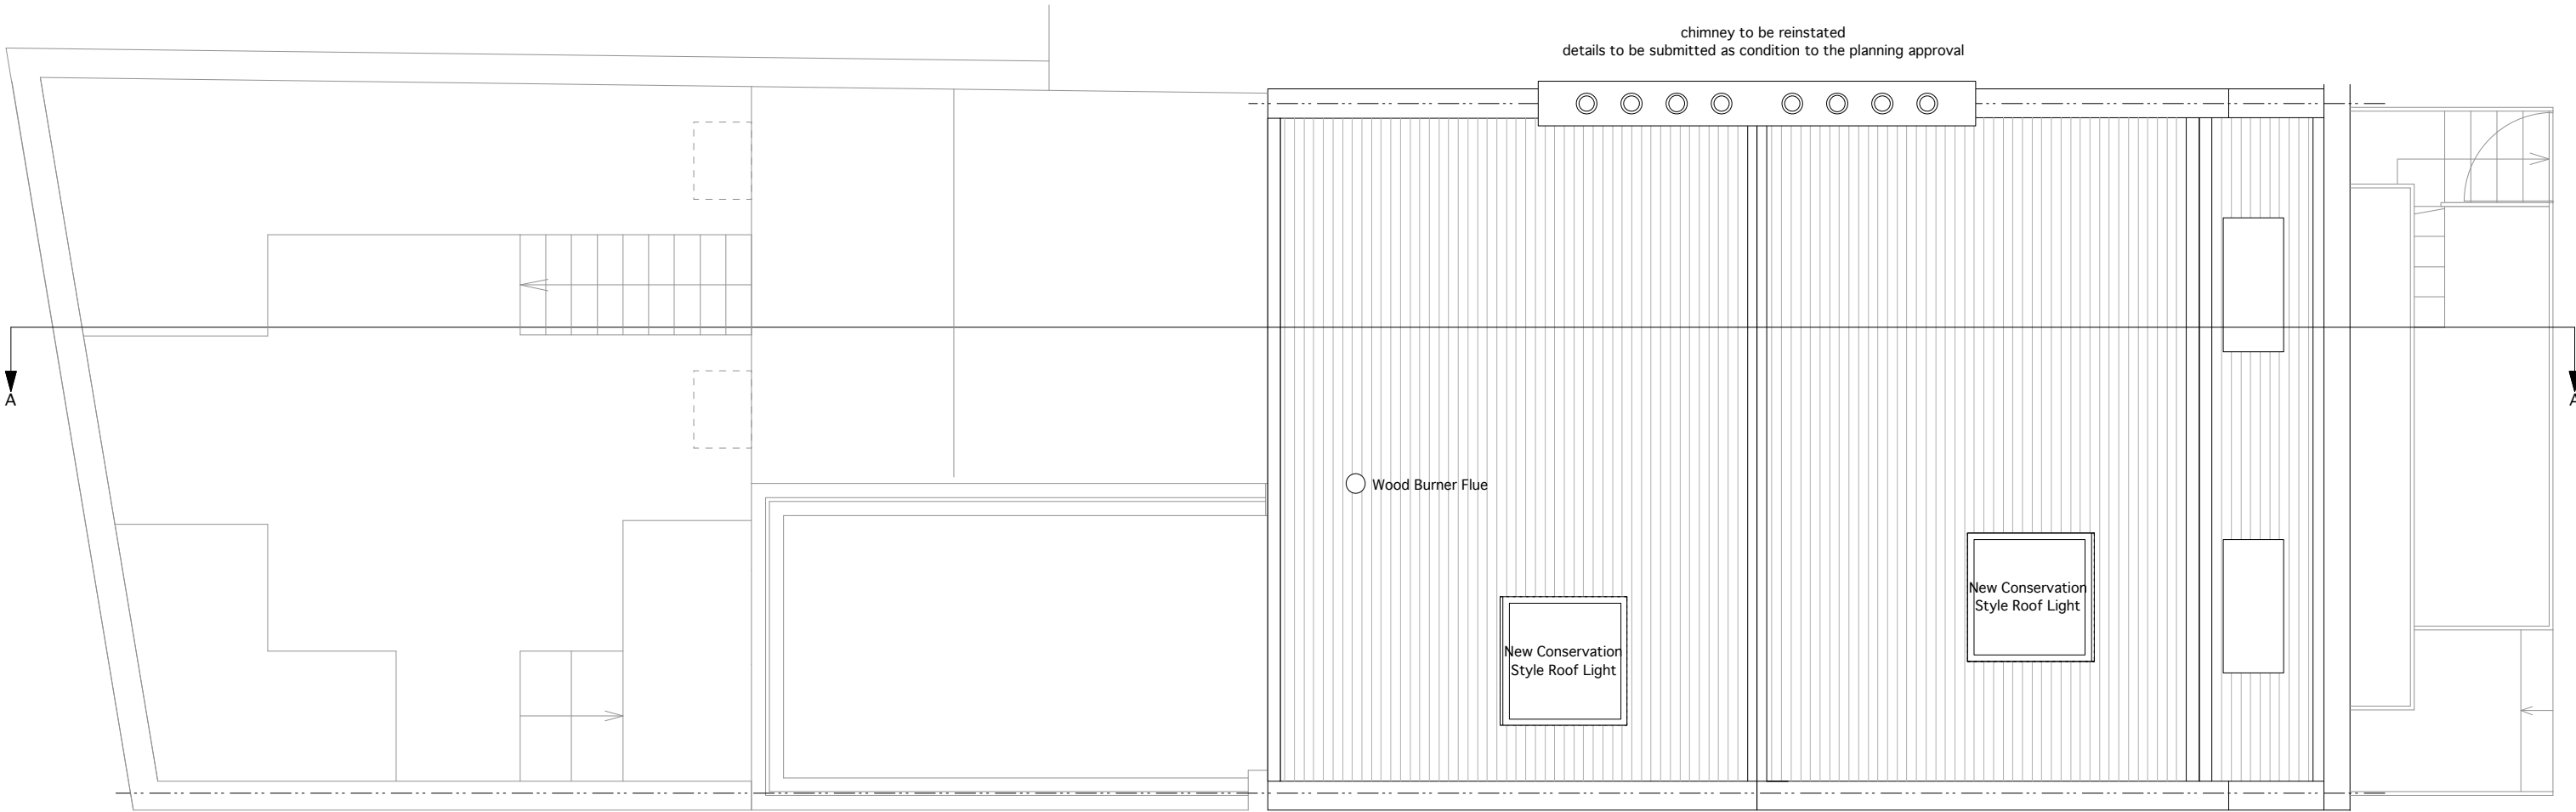 chimney to be reinstated
details to be submitted as condition to the planning approval
A
A
Wood Burner Flue
New Conservation
Style Roof Light
New Conservation
Style Roof Light